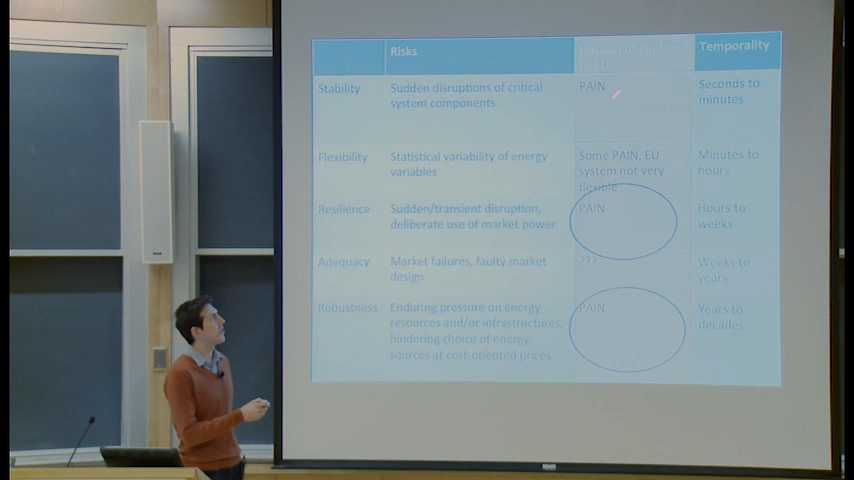 Risks
Temporality
Stability
Sudden disruptions of critical
system components
PAIN
Seconds to
minutes
Flexibility
Statistical variability of energy
variables
Some PAIN, EU
system not very
flexible
Minutes to
hours
Resilience
Sudden/transient disruption,
deliberate use of market power
PAIN
Hours to
weeks
Adequacy
Market failures, faulty market
design
???
Weeks to
years
Robustness
Enduring pressure on energy
resources and/or infrastructures,
hindering choice of energy
sources at cost-oriented prices
PAIN
Years to
decades